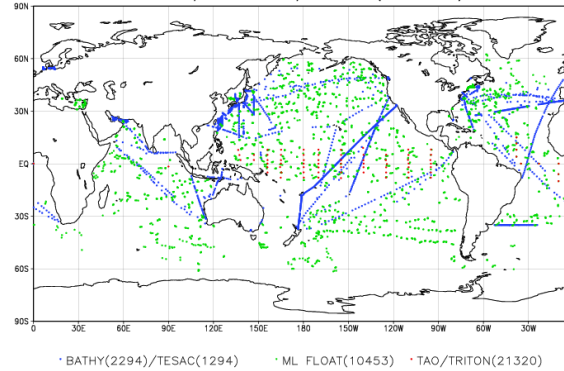 90N
60N
30N
EQ
30S
60S
90S
0 30E 60E 90E 120E 150E 180 150W 120W 90W 60W 30W
BATHY(2294)/TESAC(1294) ML FLOAT(10453) TAO/TRITON(21320)